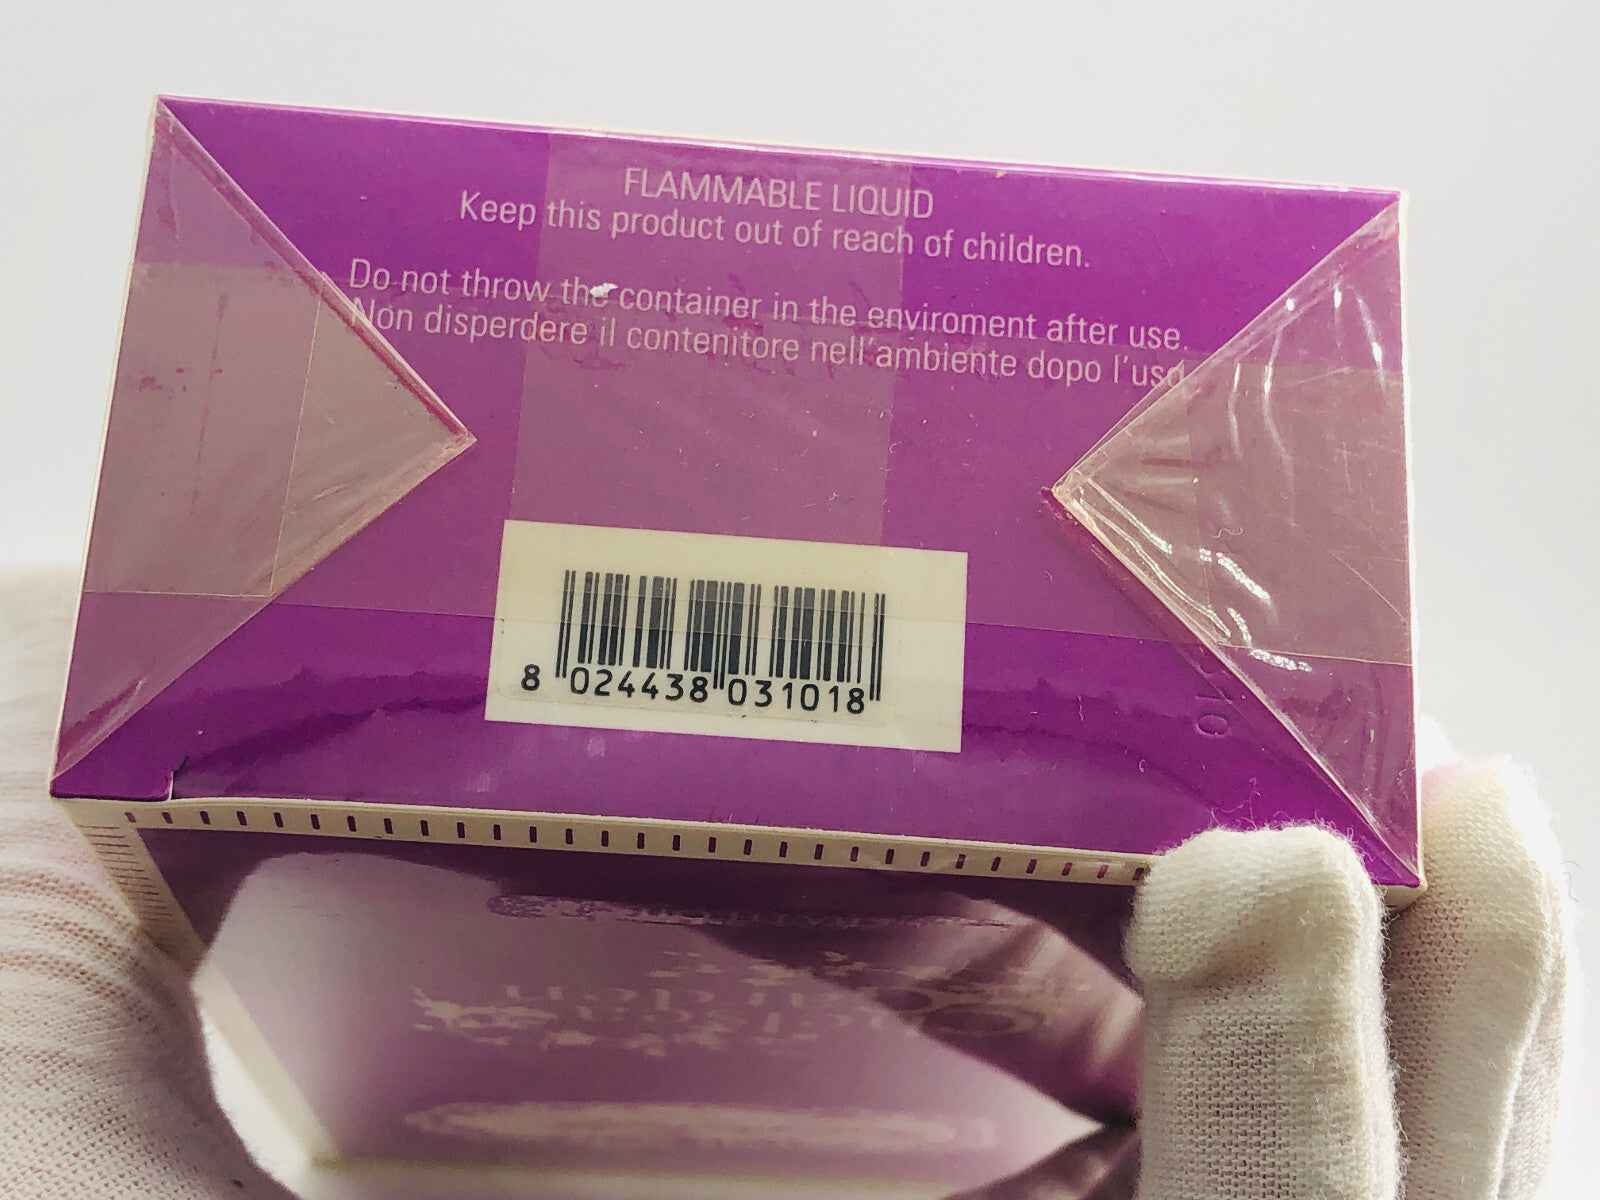 FLAMMABLE LIQUID
Keep this product out of reach of children.
Do not throw the container in the enviroment after use.
Non disperdere il contenitore nell'ambiente dopo l'uso
8 024438 031018